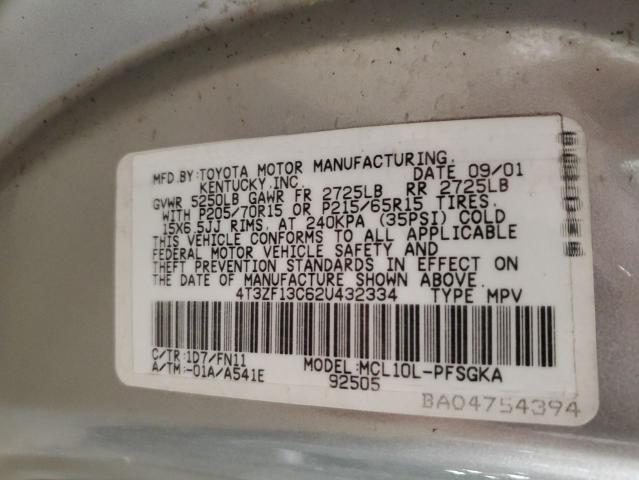 MFD.BY:TOYOTA MOTOR MANUFACTURING,
KENTUCKY,INC. DATE 09/01
GVWR 5250LB GAWR FR 2725LB RR 2725LB
WITH P205/70R15 or P215/65R15 TIRES,
15X6.5JJ RIMS, AT 240KPA (35PSI) COLD
THIS VEHICLE CONFORMS TO ALL APPLICABLE
FEDERAL MOTOR VEHICLE SAFETY AND
THEFT PREVENTION STANDARDS IN EFFECT ON
THE DATE OF MANUFACTURE SHOWN ABOVE.
4T3ZF13C62U432334 TYPE MPV
C/TR:1D7/FN11 MODEL:MCL10L-PFSGKA
A/TM:-01A/A541E 92505
BA04754394